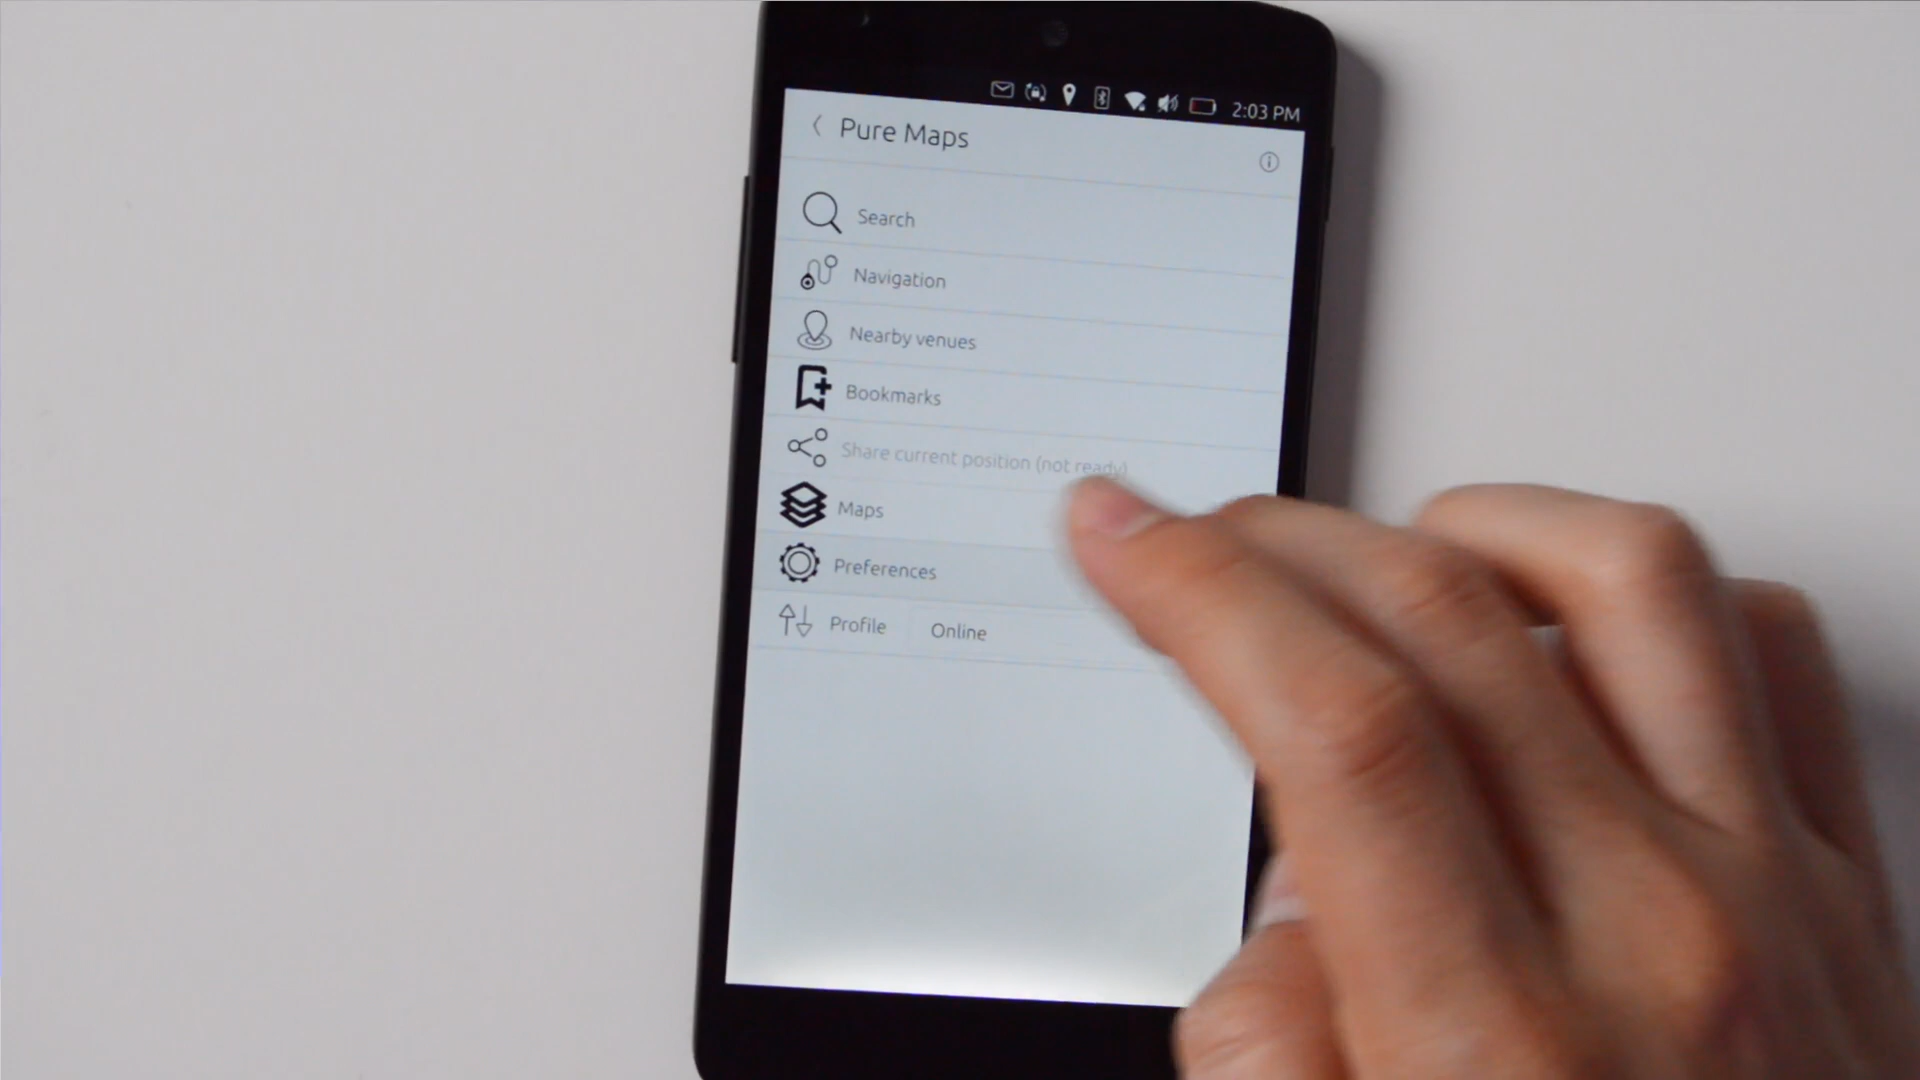 2:03 PM
Pure Maps
Search
Navigation
Nearby venues
Bookmarks
Share current position (not ready)
Maps
Preferences
Profile Online